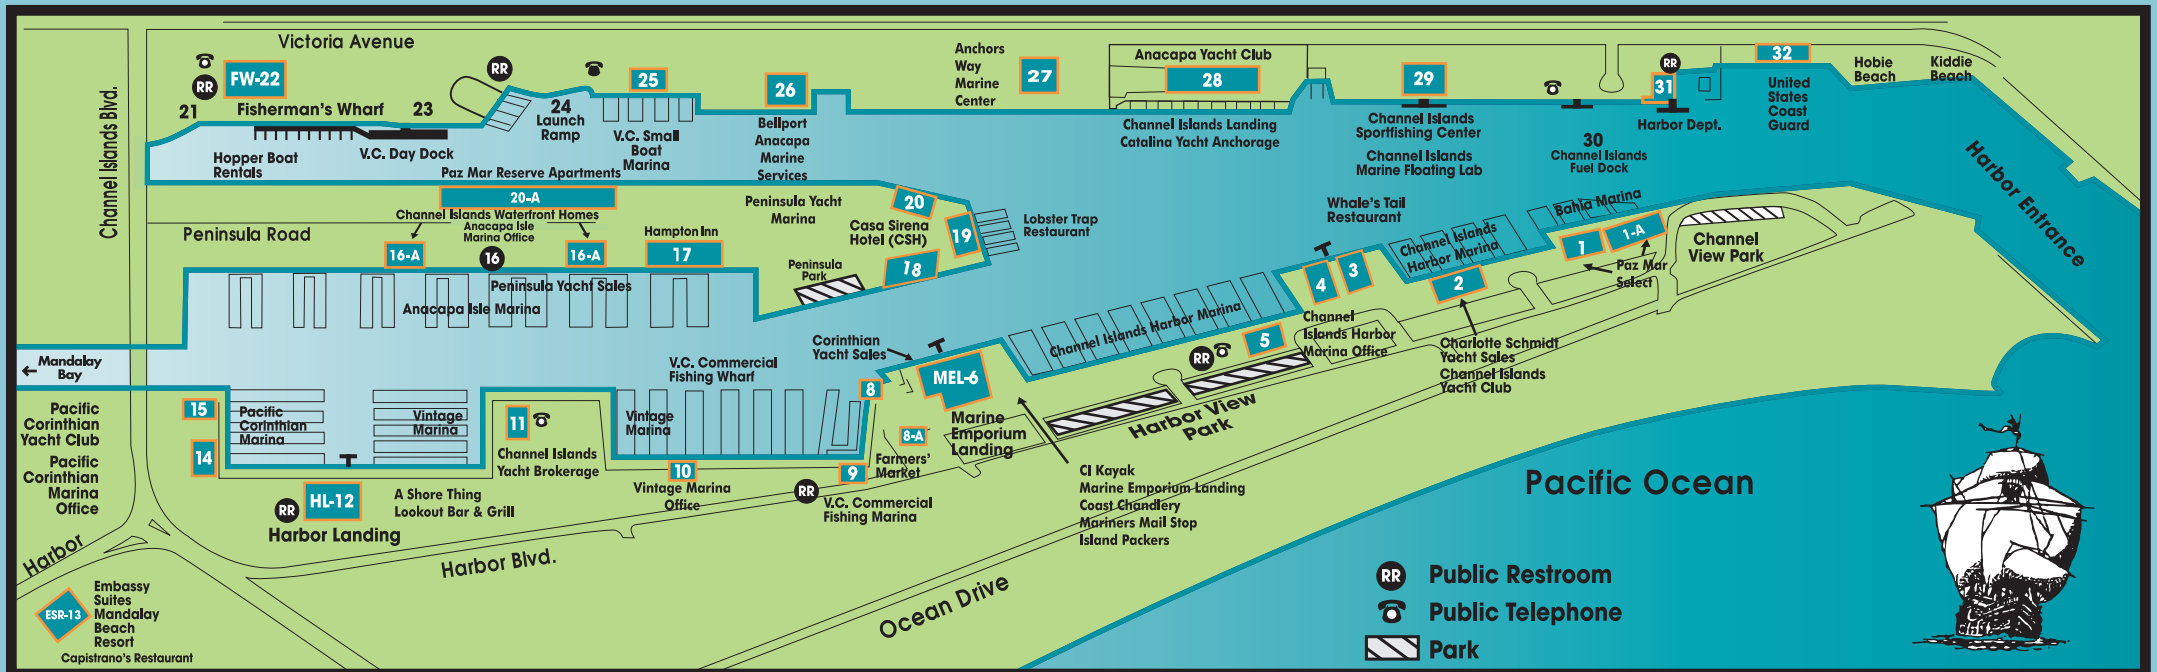 Victoria Avenue
RR
FW-22
21
Fisherman's Wharf
23
Hopper Boat
Rentals
V.C. Day Dock
RR
24
Launch
Ramp
25
V.C. Small
Boat
Marina
26
Bellport
Anacapa
Marine
Services
Anchors
Way
Marine
Center
27
Anacapa Yacht Club
28
Channel Islands Landing
Catalina Yacht Anchorage
29
Channel Islands
Sportfishing Center
Channel Islands
Marine Floating Lab
30
Channel Islands
Fuel Dock
RR
31
Harbor Dept.
32
United
States
Coast
Guard
Hobie
Beach
Kiddie
Beach
Harbor Entrance
Channel Islands Blvd.
Paz Mar Reserve Apartments
20-A
Channel Islands Waterfront Homes
Anacapa Isle
Marina Office
Peninsula Road
16-A
16
16-A
Hampton Inn
17
Peninsula Yacht Sales
Anacapa Isle Marina
Peninsula Yacht
Marina
20
Casa Sirena
Hotel (CSH)
19
18
Peninsula
Park
Lobster Trap
Restaurant
Whale's Tail
Restaurant
4
3
Channel Islands
Harbor Marina
2
Bahia Marina
1
1-A
Paz Mar
Select
Channel
View Park
Channel Islands Harbor Marina
5
RR
Channel
Islands Harbor
Marina Office
Charlotte Schmidt
Yacht Sales
Channel Islands
Yacht Club
Mandalay
Bay
Corinthian
Yacht Sales
V.C. Commercial
Fishing Wharf
8
MEL-6
Marine
Emporium
Landing
Harbor View
Park
8-A
Farmers'
Market
9
V.C. Commercial
Fishing Marina
RR
10
Vintage Marina
Office
Vintage
Marina
11
Channel Islands
Yacht Brokerage
Vintage
Marina
Pacific
Corinthian
Marina
15
Pacific
Corinthian
Yacht Club
14
Pacific
Corinthian
Marina
Office
RR
HL-12
Harbor Landing
A Shore Thing
Lookout Bar & Grill
CI Kayak
Marine Emporium Landing
Coast Chandlery
Mariners Mail Stop
Island Packers
Harbor
Harbor Blvd.
Ocean Drive
ESR-13
Embassy
Suites
Mandalay
Beach
Resort
Capistrano's Restaurant
Pacific Ocean
RR Public Restroom
Public Telephone
Park